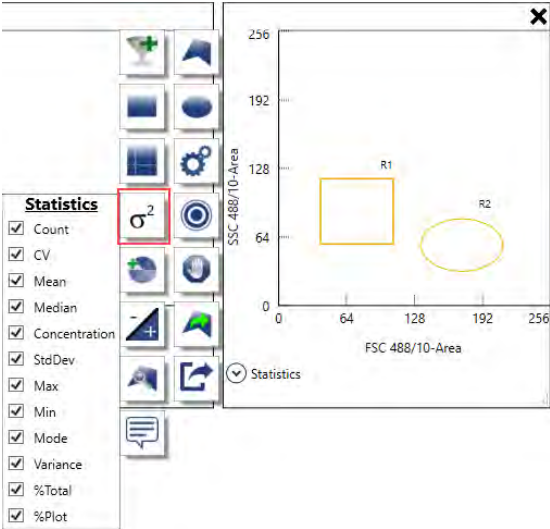 Statistics
Count
CV
Mean
Median
Concentration
StdDev
Max
Min
Mode
Variance
%Total
%Plot
σ²
- +
256
192
128
64
0
SSC 488/10-Area
R1
R2
0 64 128 192 256
FSC 488/10-Area
Statistics